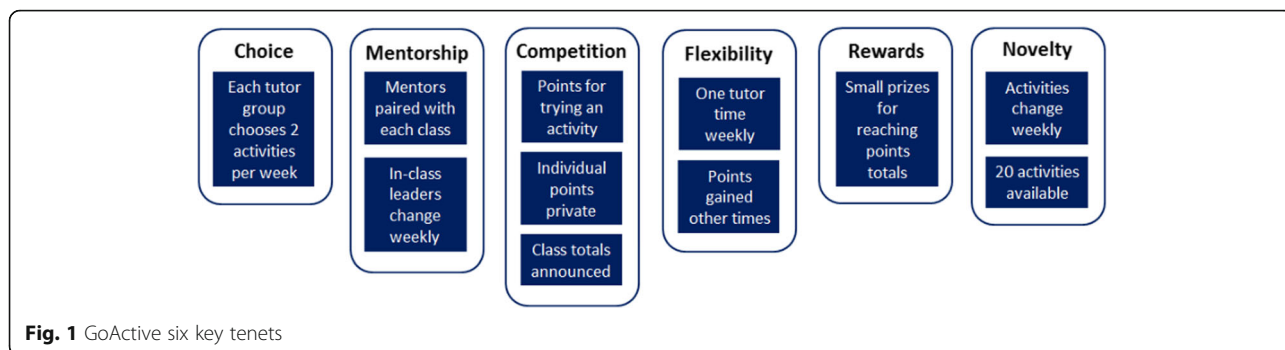 Choice
Each tutor
group
chooses 2
activities
per week
Mentorship
Mentors
paired with
each class
In-class
leaders
change
weekly
Competition
Points for
trying an
activity
Individual
points
private
Class totals
announced
Flexibility
One tutor
time
weekly
Points
gained
other times
Rewards
Small prizes
for
reaching
points
totals
Novelty
Activities
change
weekly
20 activities
available
Fig. 1 GoActive six key tenets